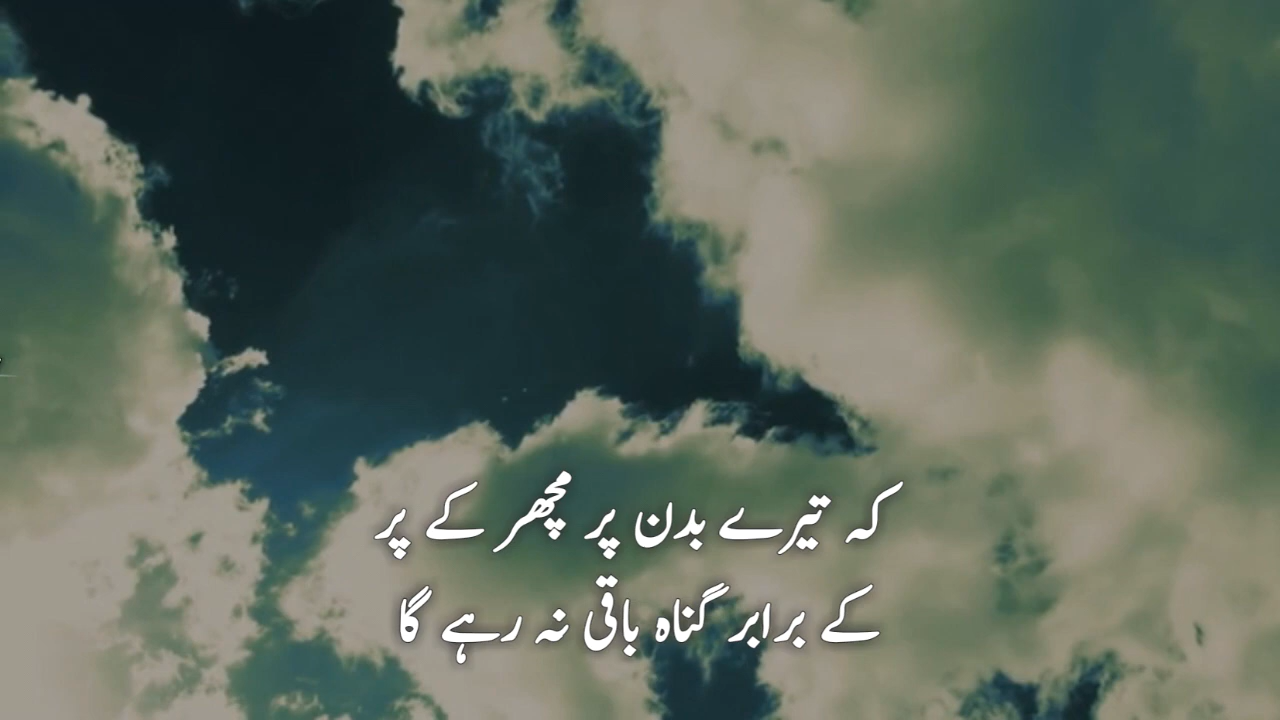 کہ تیرے بدن پر مچھر کے پر
کے برابر گناہ باقی نہ رہے گا